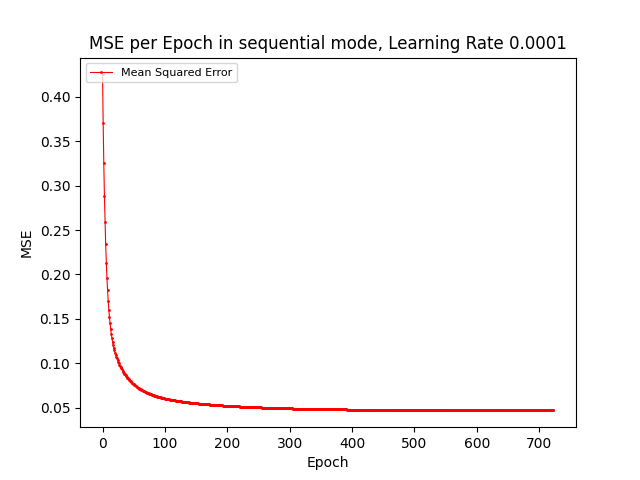 MSE per Epoch in sequential mode, Learning Rate 0.0001
Mean Squared Error
0.40
0.35
0.30
0.25
0.20
0.15
0.10
0.05
MSE
0 100 200 300 400 500 600 700
Epoch